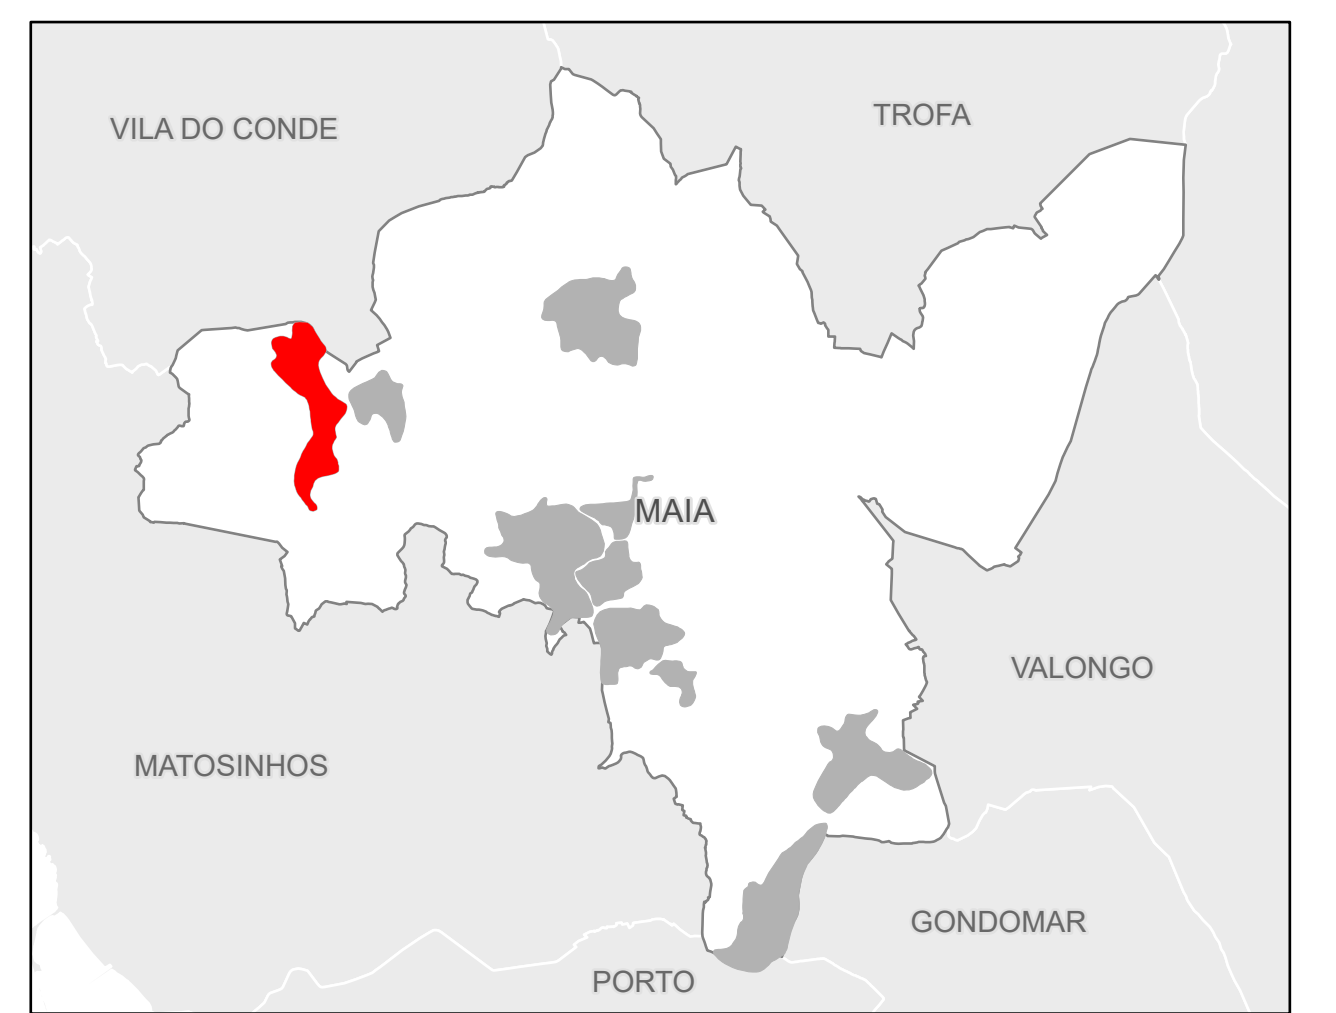 TROFA
VILA DO CONDE
MAIA
VALONGO
MATOSINHOS
GONDOMAR
PORTO